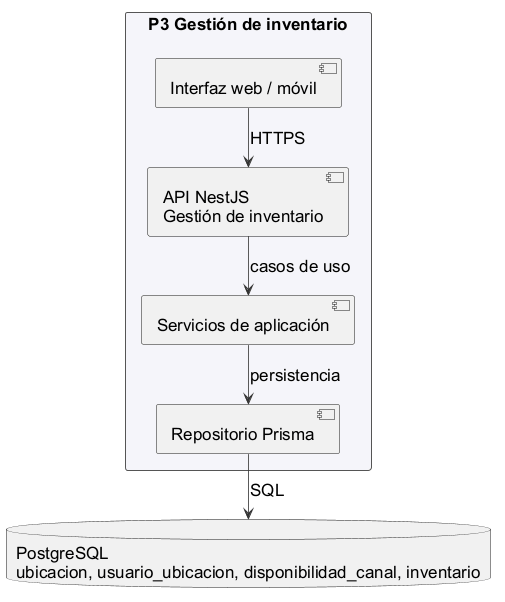 P3 Gestión de inventario
Interfaz web / móvil
HTTPS
API NestJS
Gestión de inventario
casos de uso
Servicios de aplicación
persistencia
Repositorio Prisma
SQL
PostgreSQL
ubicacion, usuario_ubicacion, disponibilidad_canal, inventario